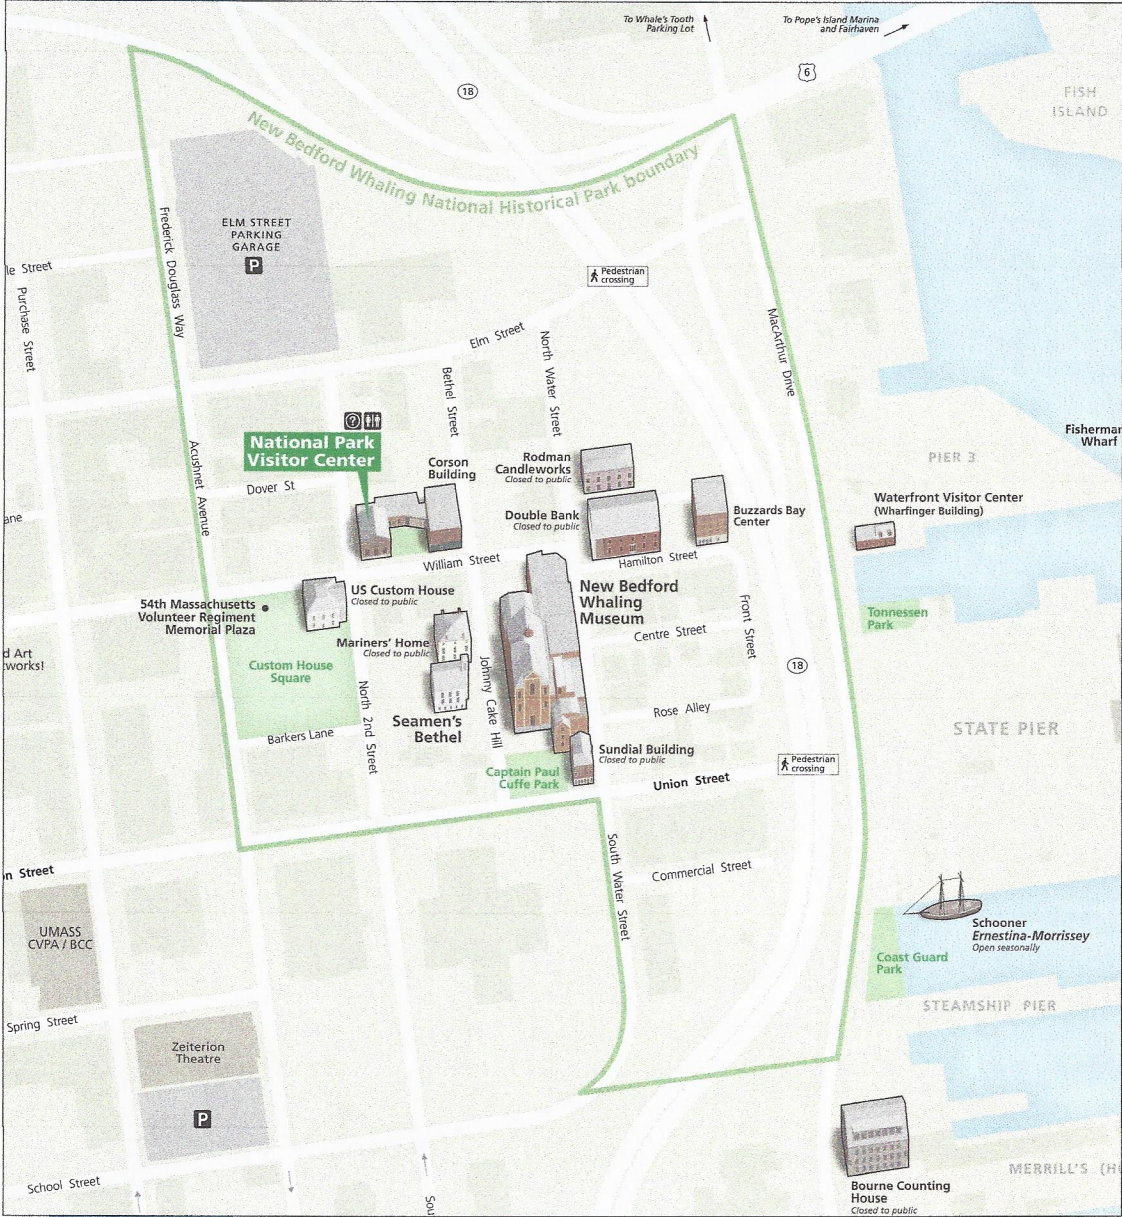 To Whale's Tooth
Parking Lot
To Pope's Island Marina
and Fairhaven
6
18
FISH
ISLAND
New Bedford Whaling National Historical Park boundary
ELM STREET
PARKING
GARAGE
P
Frederick Douglass Way
le Street
Purchase Street
Pedestrian
crossing
MacArthur Drive
Elm Street
North Water Street
Bethel Street
?
National Park
Visitor Center
Acushnet Avenue
Dover St
Corson
Building
Rodman
Candleworks
Closed to public
Double Bank
Closed to public
Buzzards Bay
Center
Fisherman
Wharf
PIER 3
Waterfront Visitor Center
(Wharfinger Building)
ane
William Street
Hamilton Street
US Custom House
Closed to public
New Bedford
Whaling
Museum
54th Massachusetts
Volunteer Regiment
Memorial Plaza
Mariners' Home
Closed to public
Centre Street
Front Street
Tonnessen
Park
d Art
works!
Custom House
Square
Johnny Cake Hill
18
North 2nd Street
Seamen's
Bethel
Rose Alley
STATE PIER
Barkers Lane
Sundial Building
Closed to public
Captain Paul
Cuffe Park
Union Street
Pedestrian
crossing
South Water Street
Commercial Street
on Street
UMASS
CVPA / BCC
Schooner
Ernestina-Morrissey
Open seasonally
Coast Guard
Park
STEAMSHIP PIER
Spring Street
Zeiterion
Theatre
P
School Street
Sou
MERRILL'S (H
Bourne Counting
House
Closed to public